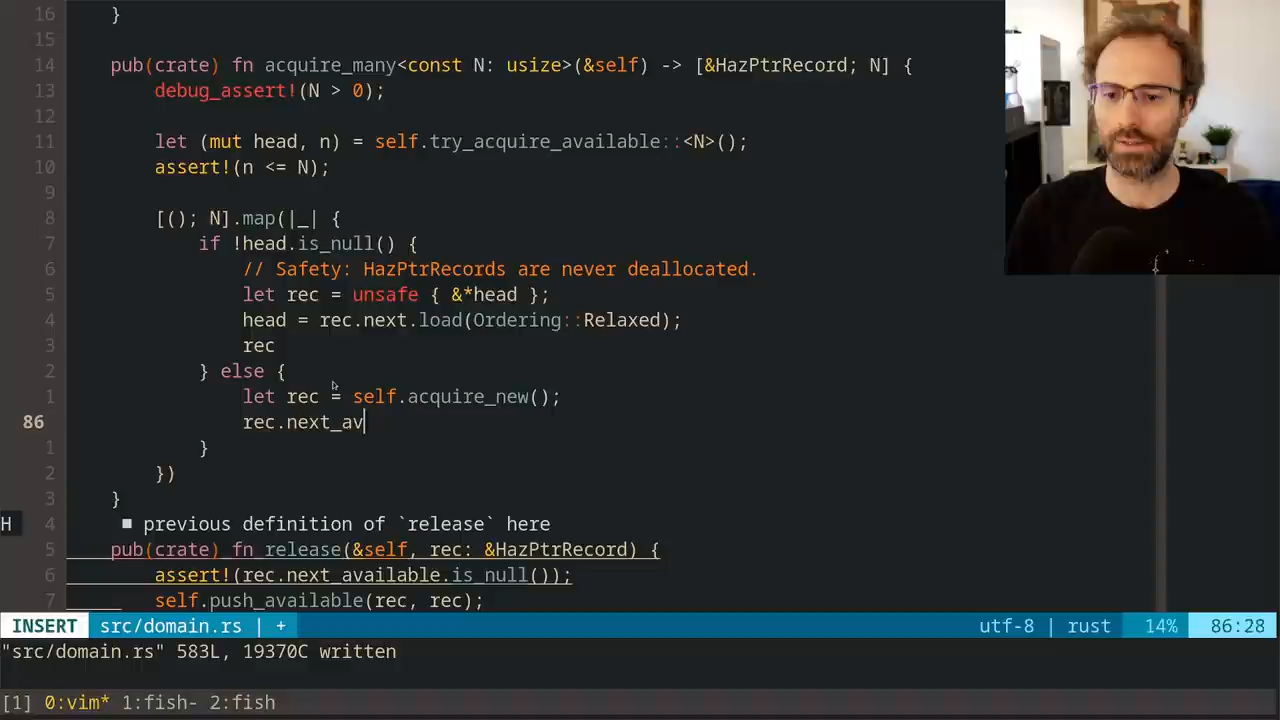 16 }
15
14 pub(crate) fn acquire_many<const N: usize>(&self) -> [&HazPtrRecord; N] {
13 debug_assert!(N > 0);
12
11 let (mut head, n) = self.try_acquire_available::<N>();
10 assert!(n <= N);
9
8 [(); N].map(|_| {
7 if !head.is_null() {
6 // Safety: HazPtrRecords are never deallocated.
5 let rec = unsafe { &*head };
4 head = rec.next.load(Ordering::Relaxed);
3 rec
2 } else {
1 let rec = self.acquire_new();
86 rec.next_av
1 }
2 })
3 }
H 4 ■ previous definition of `release` here
5 pub(crate) fn release(&self, rec: &HazPtrRecord) {
6 assert!(rec.next_available.is_null());
7 self.push_available(rec, rec);
INSERT src/domain.rs | + utf-8 | rust 14% 86:28
"src/domain.rs" 583L, 19370C written
[1] 0:vim* 1:fish- 2:fish